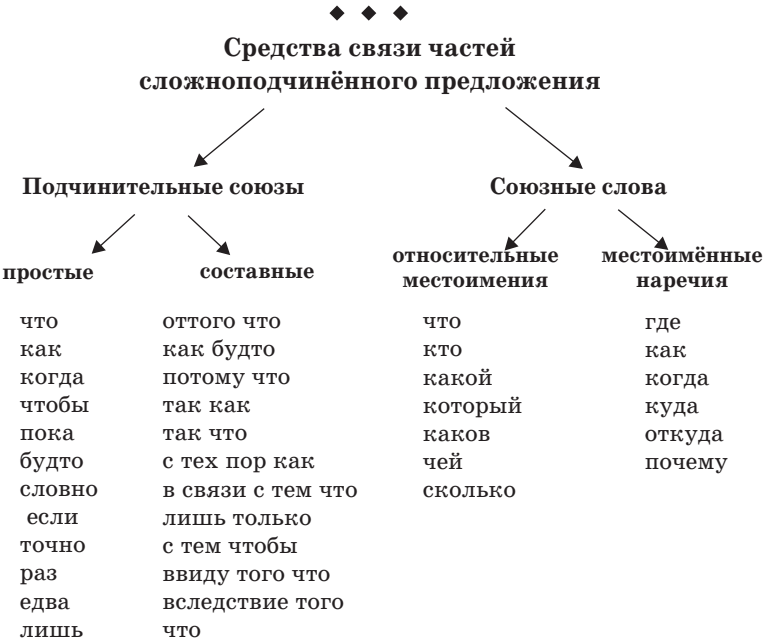 Средства связи частей
сложноподчинённого предложения
Подчинительные союзы
Союзные слова
простые
составные
относительные
местоимения
местоимённые
наречия
что
как
когда
чтобы
пока
будто
словно
если
точно
раз
едва
лишь
оттого что
как будто
потому что
так как
так что
с тех пор как
в связи с тем что
лишь только
с тем чтобы
ввиду того что
вследствие того
что
что
кто
какой
который
каков
чей
сколько
где
как
когда
куда
откуда
почему